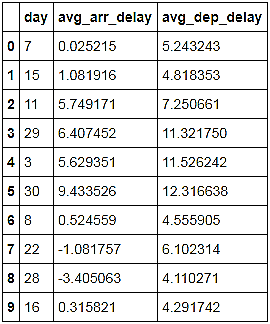 day avg_arr_delay avg_dep_delay
0 7 0.025215 5.243243
1 15 1.081916 4.818353
2 11 5.749171 7.250661
3 29 6.407452 11.321750
4 3 5.629351 11.526242
5 30 9.433526 12.316638
6 8 0.524559 4.555905
7 22 -1.081757 6.102314
8 28 -3.405063 4.110271
9 16 0.315821 4.291742